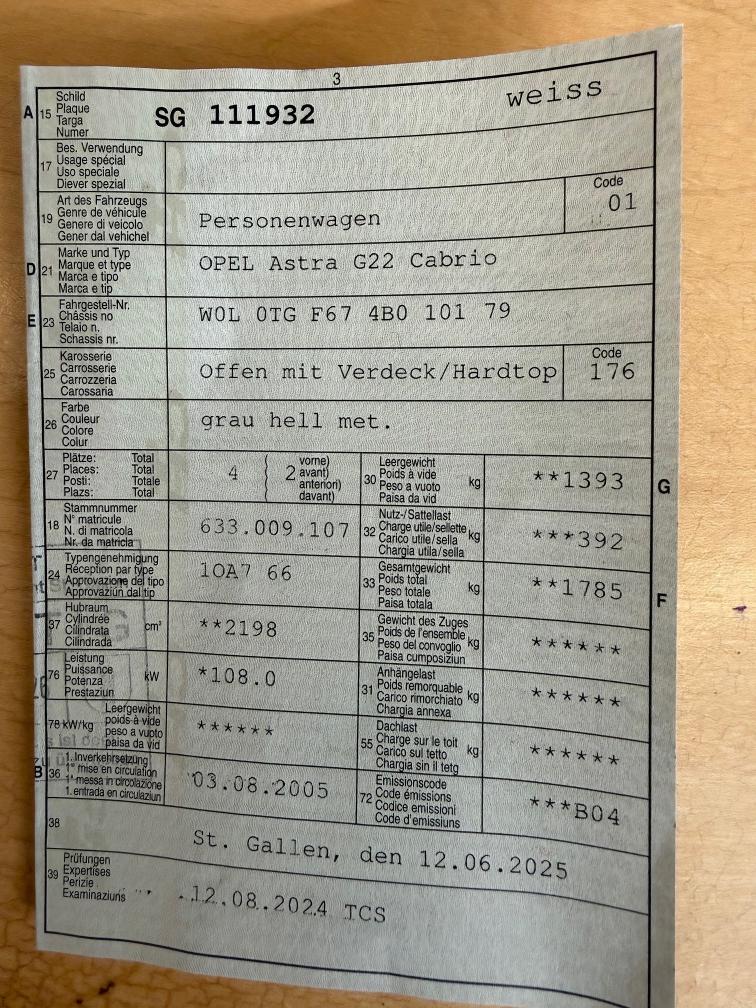 3
A 15 Schild
Plaque
Targa
Numer
SG 111932 weiss
17 Bes. Verwendung
Usage spécial
Uso speciale
Diever spezial
19 Art des Fahrzeugs
Genre de véhicule
Genere di veicolo
Gener dal vehichel
Personenwagen
Code
01
D 21 Marke und Typ
Marque et type
Marca e tipo
Marca e tip
OPEL Astra G22 Cabrio
E 23 Fahrgestell-Nr.
Châssis no
Telaio n.
Schassis nr.
W0L 0TG F67 4B0 101 79
25 Karosserie
Carrosserie
Carrozzeria
Carossaria
Offen mit Verdeck/Hardtop
Code
176
26 Farbe
Couleur
Colore
Colur
grau hell met.
27 Plätze: Total
Places: Total
Posti: Totale
Plazs: Total
4 ( 2 vorne)
avant)
anteriori)
davant)
30 Leergewicht
Poids à vide
Peso a vuoto
Paisa da vid
kg
**1393
G
18 Stammnummer
N° matricule
N. di matricola
Nr. da matricla
633.009.107
32 Nutz-/Sattellast
Charge utile/sellette
Carico utile/sella
Chargia utila/sella
kg
***392
24 Typengenehmigung
Réception par type
Approvazione del tipo
Approvaziun dal tip
1OA7 66
33 Gesamtgewicht
Poids total
Peso totale
Paisa totala
kg
**1785
F
37 Hubraum
Cylindrée
Cilindrata
Cilindrada
cm³
**2198
35 Gewicht des Zuges
Poids de l'ensemble
Peso del convoglio
Paisa cumposiziun
kg
******
76 Leistung
Puissance
Potenza
Prestaziun
kW
*108.0
31 Anhängelast
Poids remorquable
Carico rimorchiato
Chargia annexa
kg
******
78 kW/kg Leergewicht
poids à vide
peso a vuoto
paisa da vid
******
55 Dachlast
Charge sur le toit
Carico sul tetto
Chargia sin il tetg
kg
******
B 36 1. Inverkehrsetzung
1re mise en circulation
1a messa in circolazione
1. entrada en circulaziun
03.08.2005
72 Emissionscode
Code émissions
Codice emissioni
Code d'emissiuns
***B04
38
St. Gallen, den 12.06.2025
39 Prüfungen
Expertises
Perizie
Examinaziuns
12.08.2024 TCS